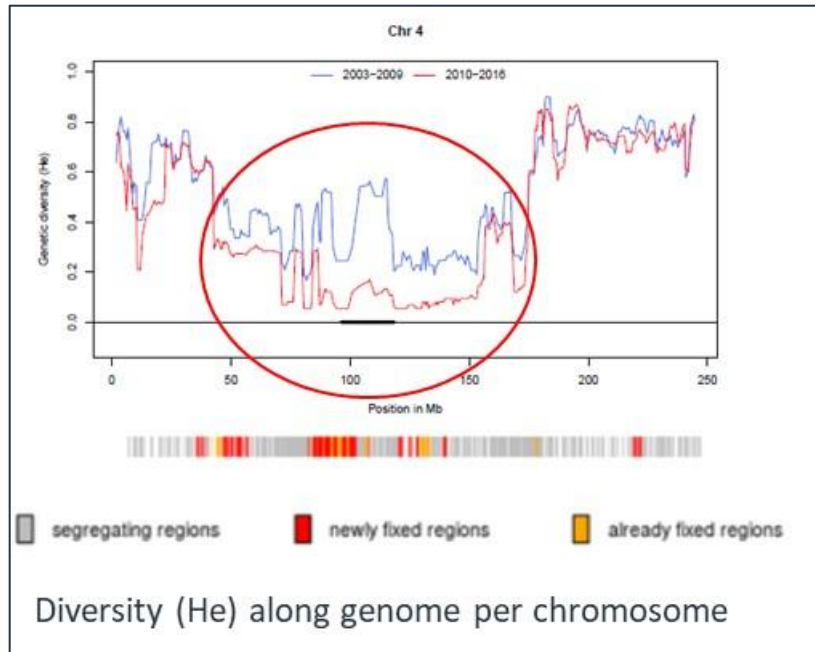 Chr 4
2003-2009 2010-2016
1.0
0.8
0.6
0.4
0.2
0.0
Genetic diversity (He)
0 50 100 150 200 250
Position in Mb
segregating regions newly fixed regions already fixed regions
Diversity (He) along genome per chromosome